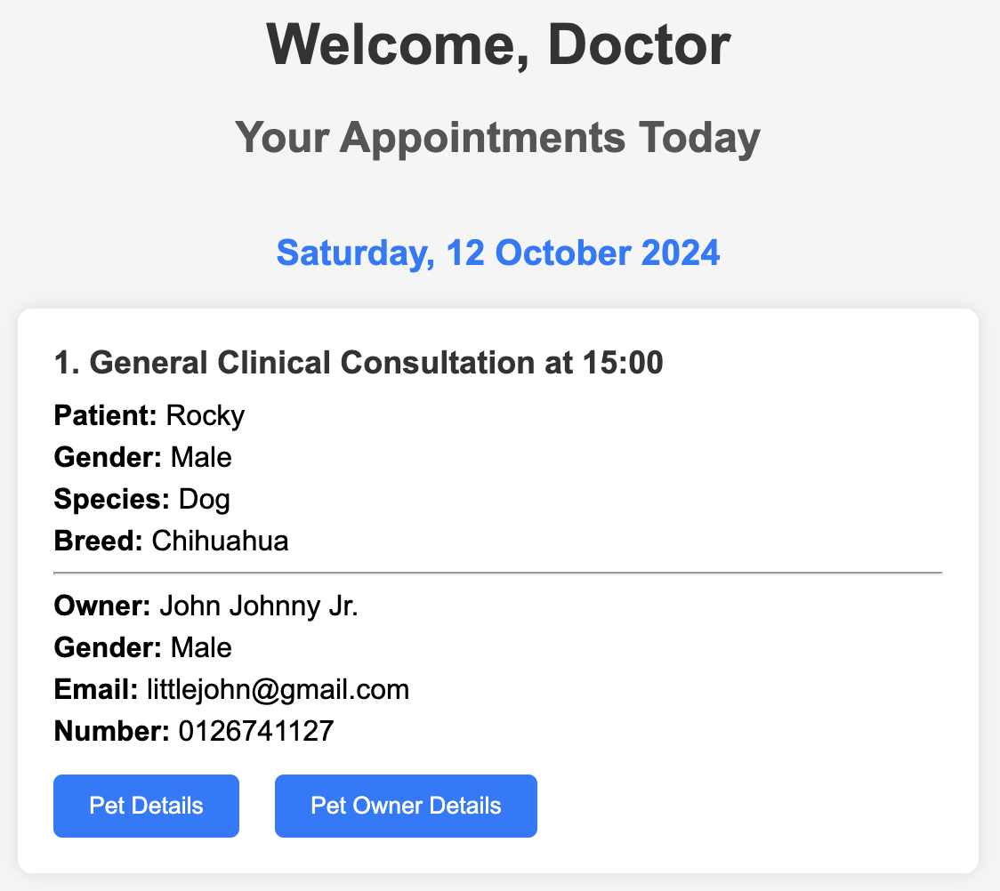 Welcome, Doctor
Your Appointments Today
Saturday, 12 October 2024
1. General Clinical Consultation at 15:00
Patient: Rocky
Gender: Male
Species: Dog
Breed: Chihuahua
Owner: John Johnny Jr.
Gender: Male
Email: littlejohn@gmail.com
Number: 0126741127
Pet Details
Pet Owner Details